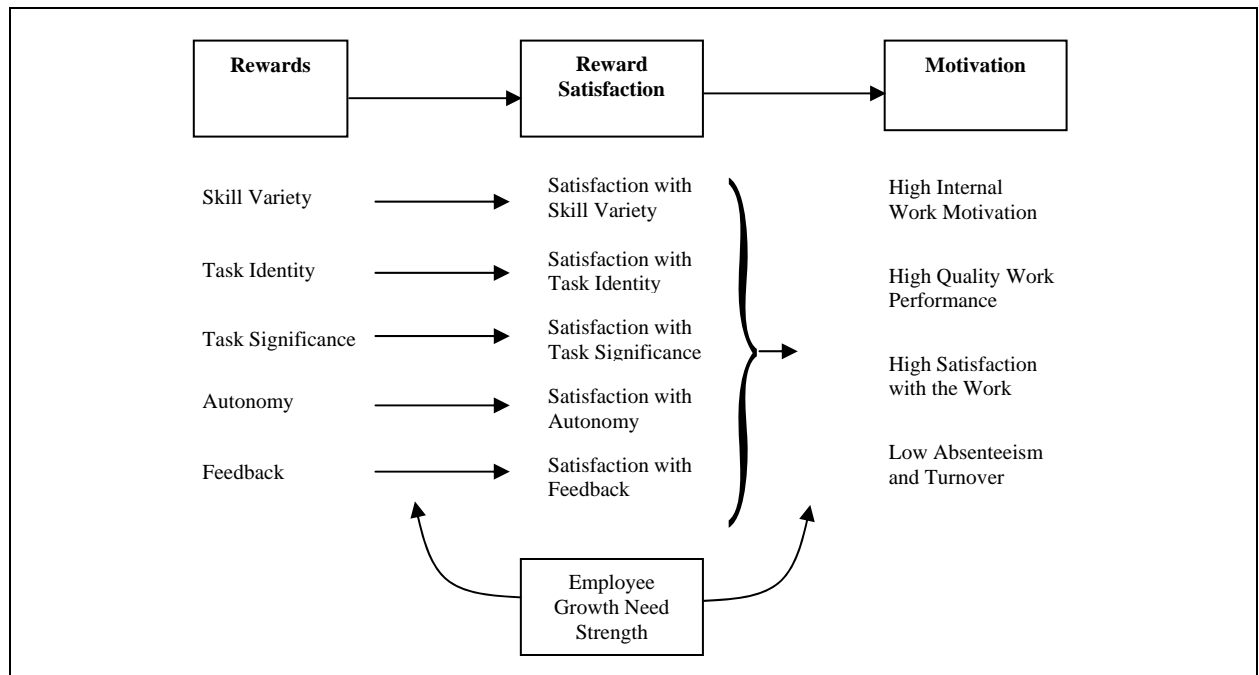 Rewards
Reward
Satisfaction
Motivation
Skill Variety
Satisfaction with
Skill Variety
High Internal
Work Motivation
Task Identity
Satisfaction with
Task Identity
High Quality Work
Performance
Task Significance
Satisfaction with
Task Significance
High Satisfaction
with the Work
Autonomy
Satisfaction with
Autonomy
Feedback
Satisfaction with
Feedback
Low Absenteeism
and Turnover
Employee
Growth Need
Strength